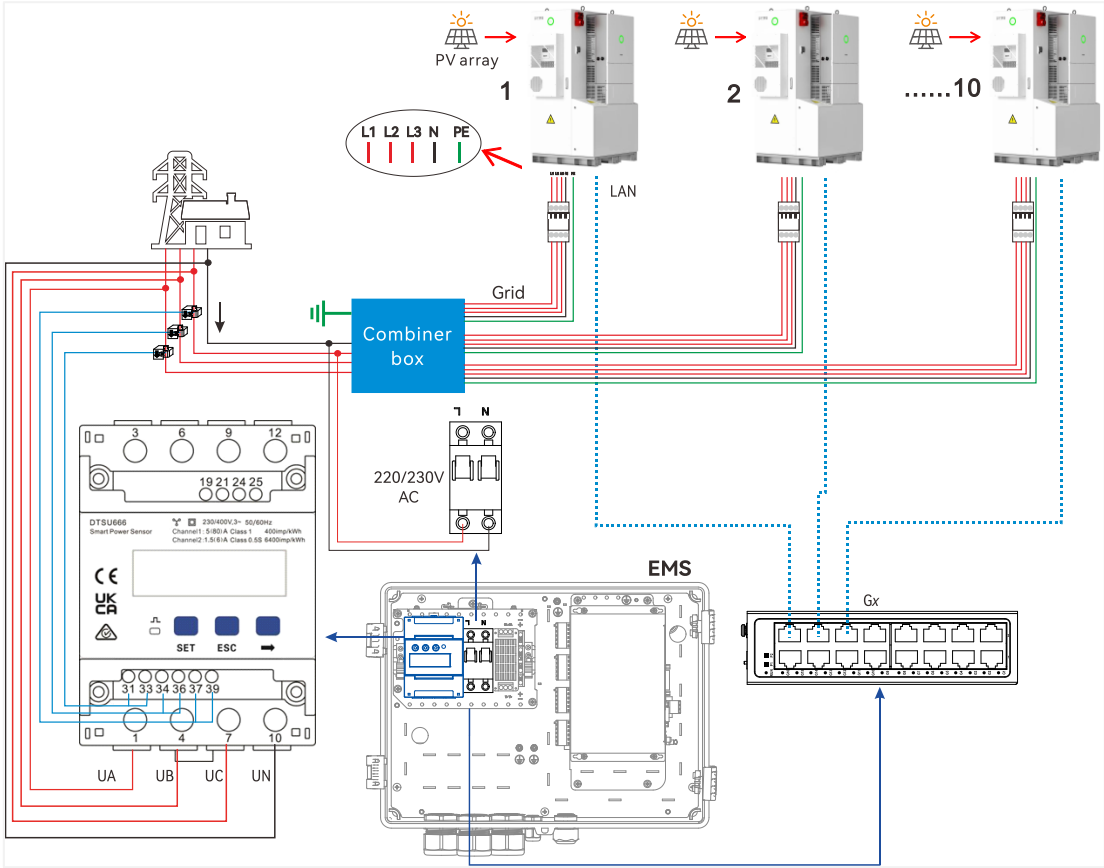 PV array
1
2
......10
L1 L2 L3 N PE
LAN
Grid
Combiner
box
L N
220/230V
AC
3 6 9 12
19 21 24 25
DTSU666
Smart Power Sensor
230/400V,3~ 50/60Hz
Channel1: 5(80) A Class 1 400imp/kWh
Channel2:1.5(6)A Class 0.5S 6400imp/kWh
CE
UK
CA
SET ESC
31 33 34 36 37 39
1 4 7 10
UA UB UC UN
EMS
L N
Gx